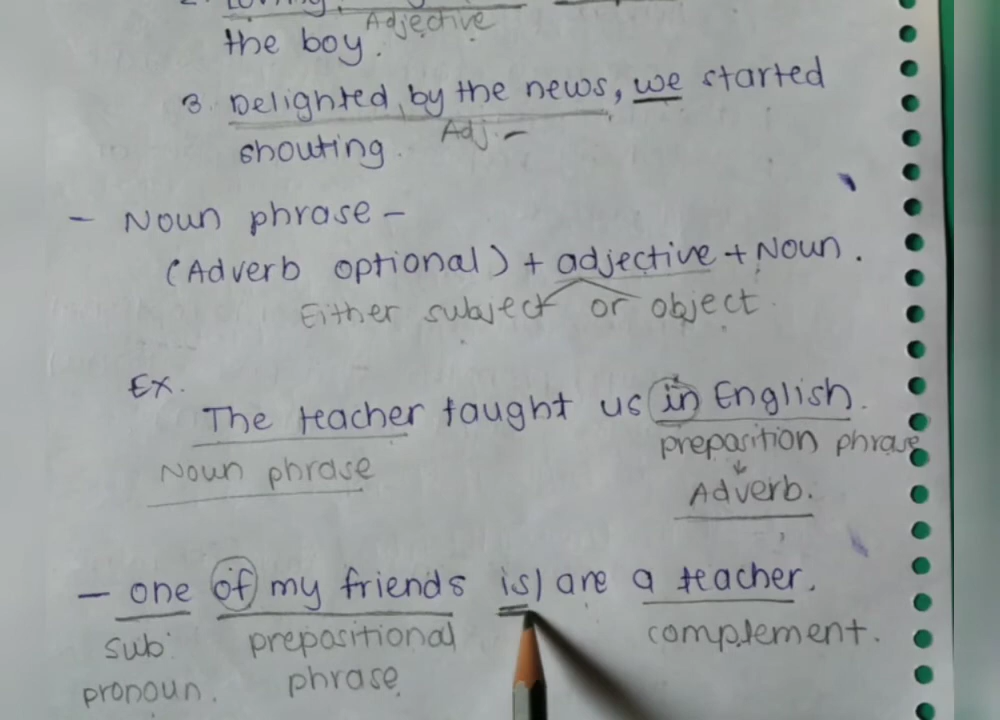 Adjective
the boy.
3. Delighted by the news, we started
Adj.
shouting.
- Noun phrase -
(Adverb optional) + adjective + Noun.
Either subject or object
Ex.
The teacher taught us in English.
Noun phrase
preposition phrase
Adverb.
- one of my friends is/are a teacher.
sub. prepositional complement.
pronoun. phrase